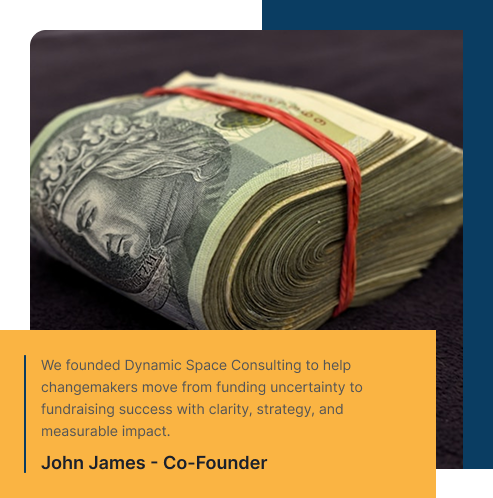 We founded Dynamic Space Consulting to help
changemakers move from funding uncertainty to
fundraising success with clarity, strategy, and
measurable impact.
John James - Co-Founder